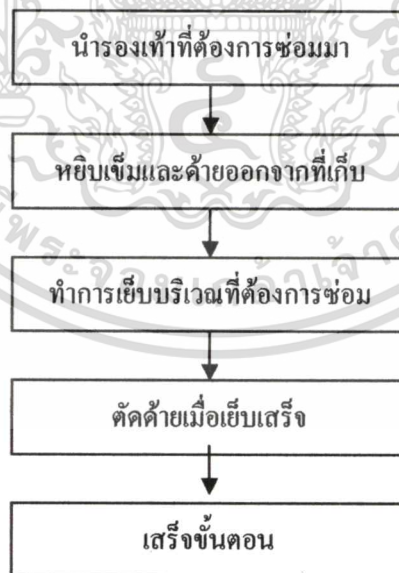 นำรองเท้าที่ต้องการซ่อมมา
หยิบเข็มและด้ายออกจากที่เก็บ
ทำการเย็บบริเวณที่ต้องการซ่อม
ตัดด้ายเมื่อเย็บเสร็จ
เสร็จขั้นตอน